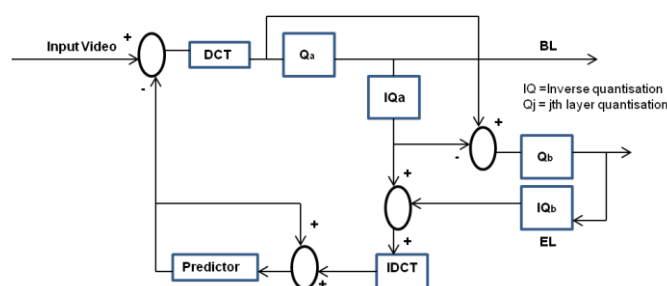 Input Video
+
-
DCT
Qa
BL
IQa
IQ =Inverse quantisation
Qj = jth layer quantisation
+
-
Qb
+
+
IQb
EL
+
+
IDCT
+
Predictor